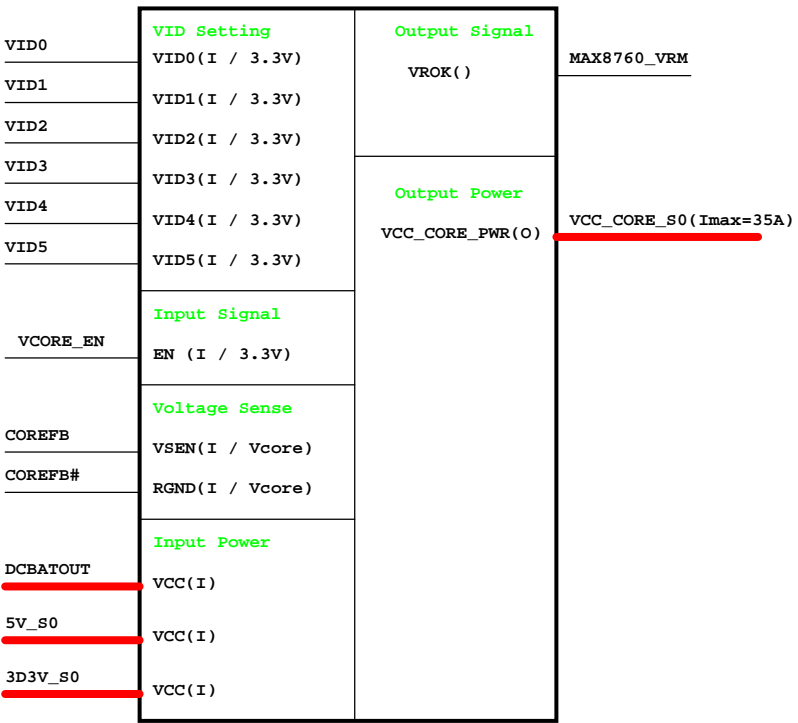 VID0
VID1
VID2
VID3
VID4
VID5
VCORE_EN
COREFB
COREFB#
DCBATOUT
5V_S0
3D3V_S0
VID Setting
VID0(I / 3.3V)
VID1(I / 3.3V)
VID2(I / 3.3V)
VID3(I / 3.3V)
VID4(I / 3.3V)
VID5(I / 3.3V)
Input Signal
EN (I / 3.3V)
Voltage Sense
VSEN(I / Vcore)
RGND(I / Vcore)
Input Power
VCC(I)
VCC(I)
VCC(I)
Output Signal
VROK()
Output Power
VCC_CORE_PWR(O)
MAX8760_VRM
VCC_CORE_S0(Imax=35A)